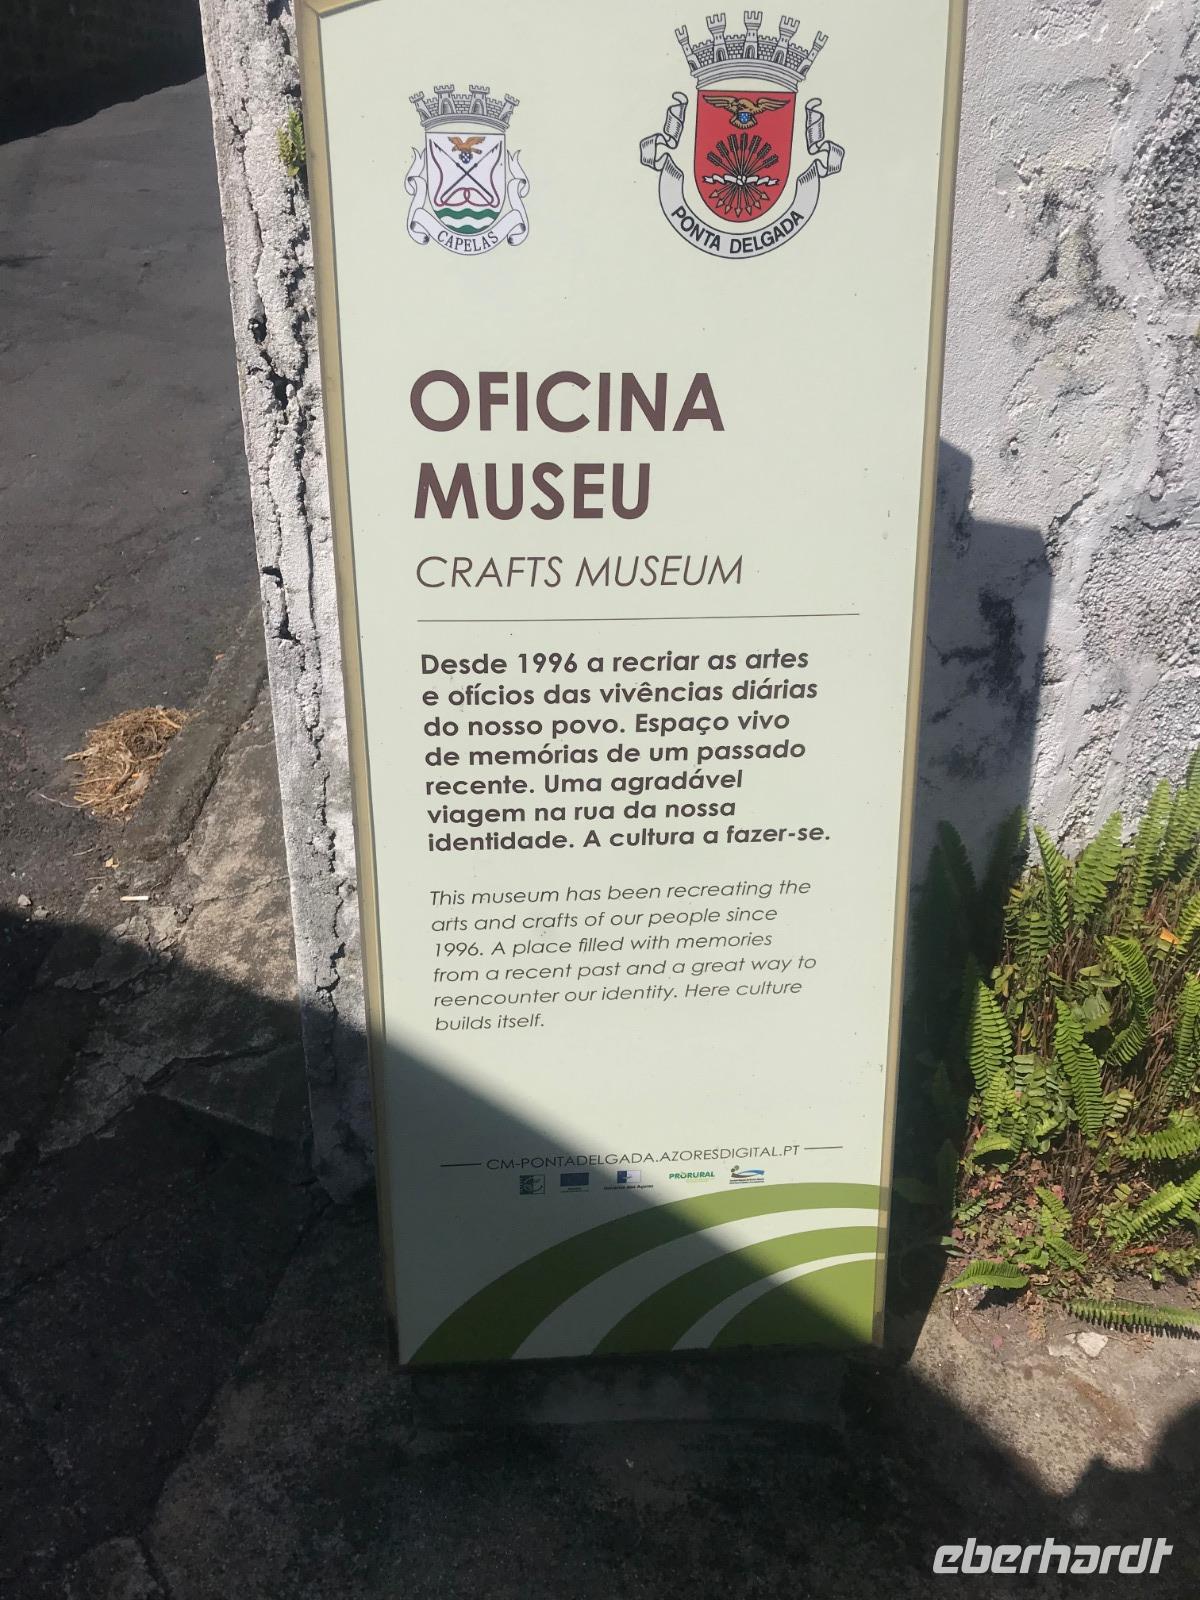 CAPELAS
PONTA DELGADA
OFICINA
MUSEU
CRAFTS MUSEUM
Desde 1996 a recriar as artes
e ofícios das vivências diárias
do nosso povo. Espaço vivo
de memórias de um passado
recente. Uma agradável
viagem na rua da nossa
identidade. A cultura a fazer-se.
This museum has been recreating the
arts and crafts of our people since
1996. A place filled with memories
from a recent past and a great way to
reencounter our identity. Here culture
builds itself.
CM-PONTADELGADA.AZORESDIGITAL.PT
PRORURAL
eberhardt